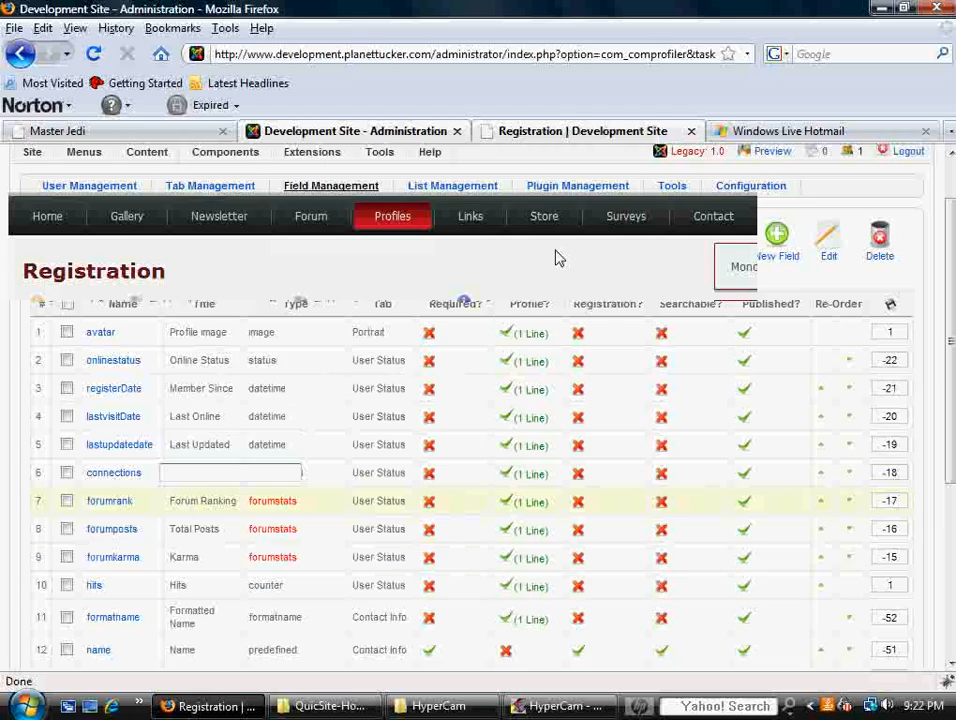 Development Site - Administration - Mozilla Firefox
File Edit View History Bookmarks Tools Help
http://www.development.planettucker.com/administrator/index.php?option=com_comprofiler&task
Google
Most Visited Getting Started Latest Headlines
Norton Expired
Master Jedi Development Site - Administration Registration | Development Site Windows Live Hotmail
Site Menus Content Components Extensions Tools Help Legacy 1.0 Preview 0 1 Logout
User Management Tab Management Field Management List Management Plugin Management Tools Configuration
Home Gallery Newsletter Forum Profiles Links Store Surveys Contact
New Field Edit Delete
Registration
Mond
# Name Title Type Tab Required? Profile? Registration? Searchable? Published? Re-Order
1 avatar Profile image image Portrait (1 Line) 1
2 onlinestatus Online Status status User Status (1 Line) -22
3 registerDate Member Since datetime User Status (1 Line) -21
4 lastvisitDate Last Online datetime User Status (1 Line) -20
5 lastupdatedate Last Updated datetime User Status (1 Line) -19
6 connections User Status (1 Line) -18
7 forumrank Forum Ranking forumstats User Status (1 Line) -17
8 forumposts Total Posts forumstats User Status (1 Line) -16
9 forumkarma Karma forumstats User Status (1 Line) -15
10 hits Hits counter User Status (1 Line) 1
11 formatname Formatted Name formatname Contact Info (1 Line) -52
12 name Name predefined Contact Info -51
Done
Registration | ... QuicSite-Ho... HyperCam HyperCam - ... Yahoo! Search 9:22 PM